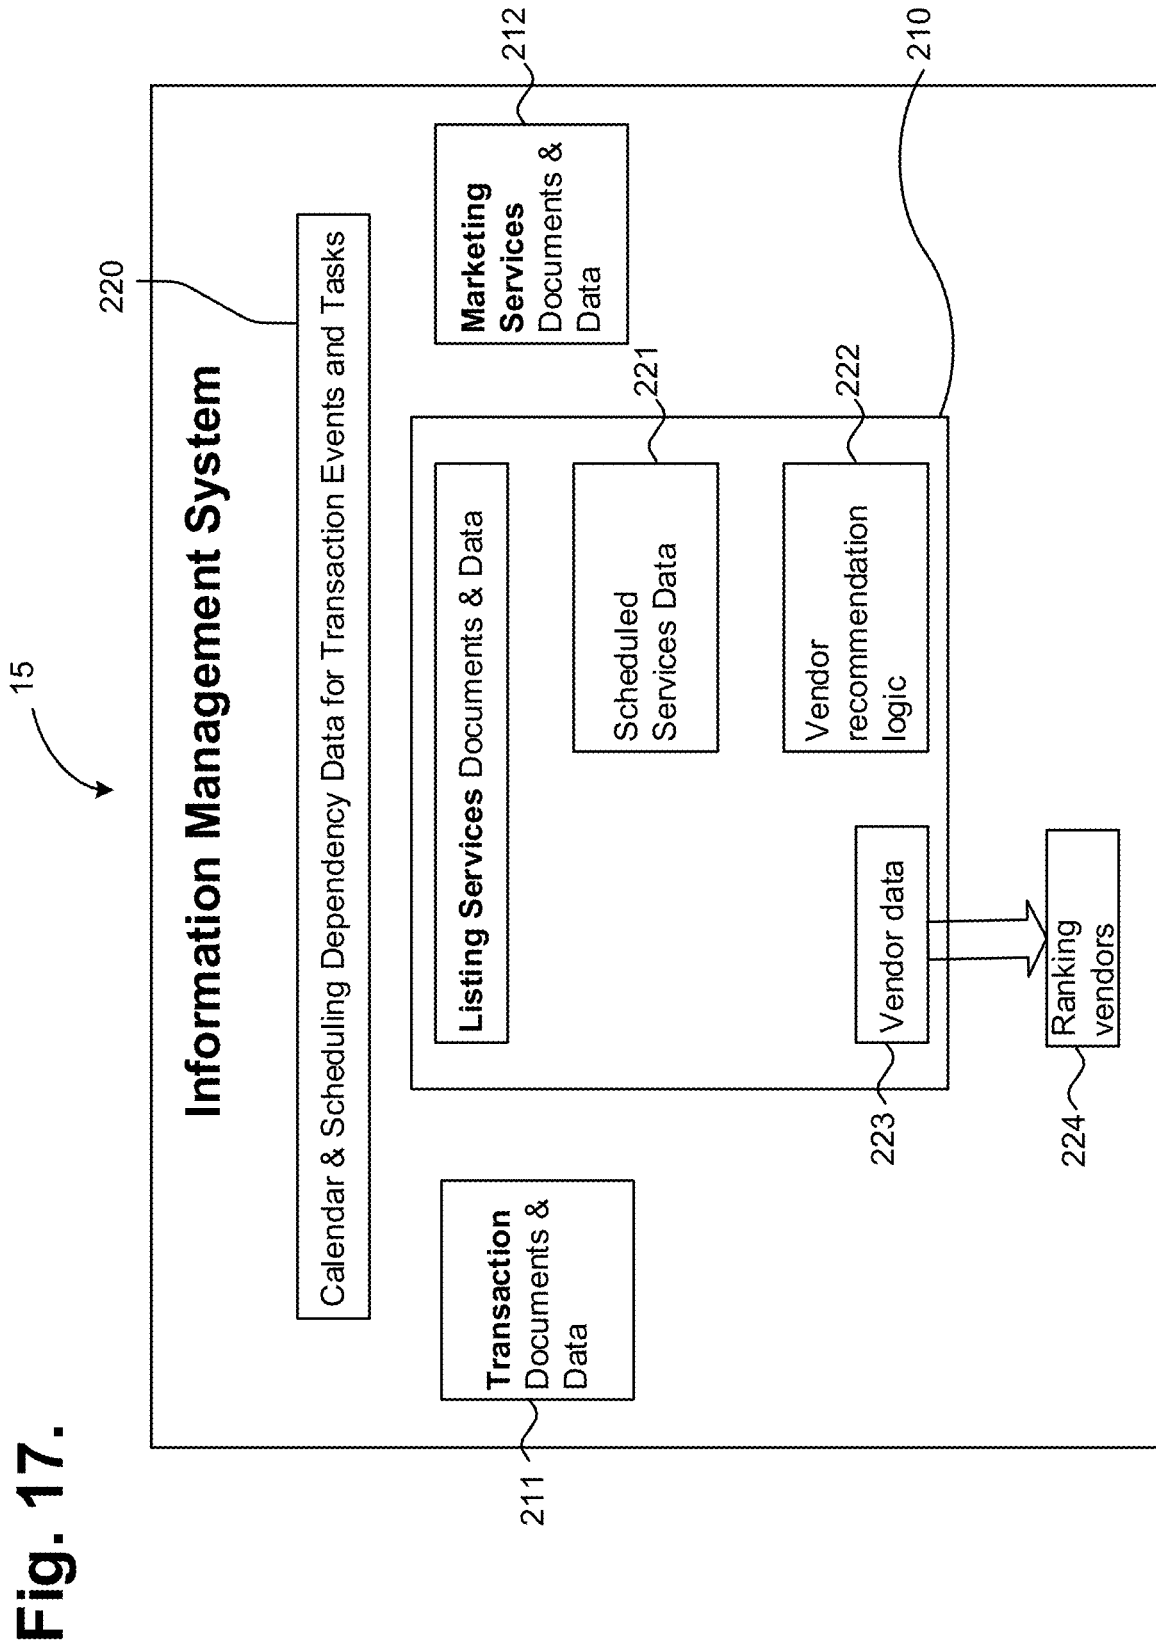 Fig. 17.
15
Information Management System
220
Calendar & Scheduling Dependency Data for Transaction Events and Tasks
211
Transaction
Documents &
Data
Listing Services Documents & Data
Marketing
Services
Documents &
Data
212
Scheduled
Services Data
221
223
Vendor data
Vendor
recommendation
logic
222
210
224
Ranking
vendors